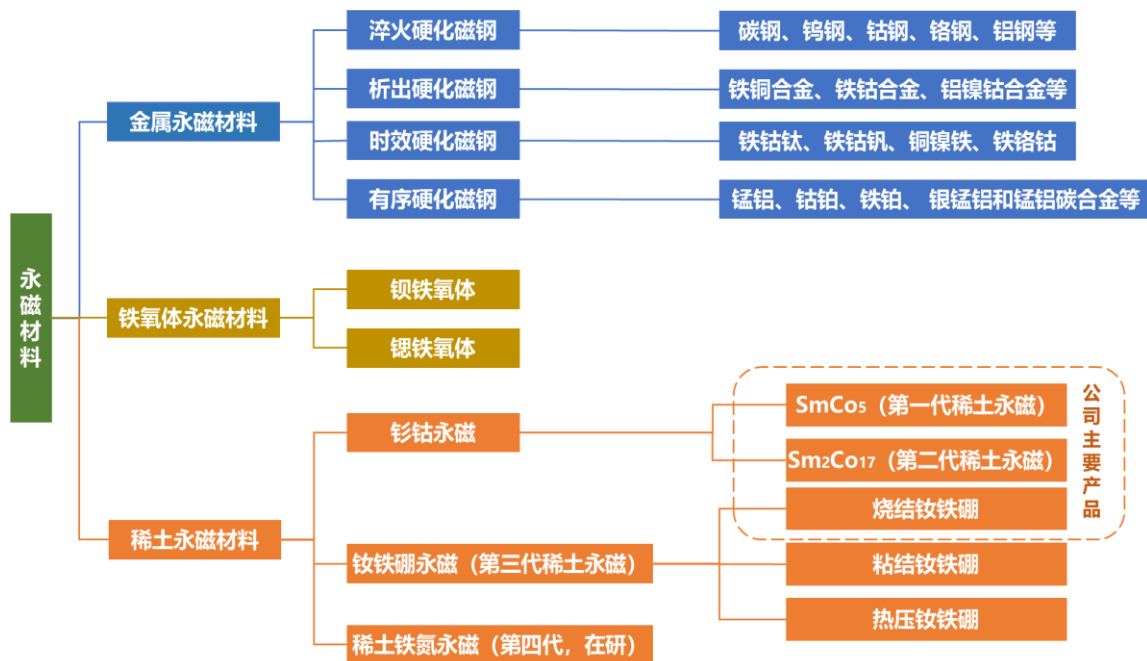 永磁材料
金属永磁材料
淬火硬化磁钢
碳钢、钨钢、钴钢、铬钢、铝钢等
析出硬化磁钢
铁铜合金、铁钴合金、铝镍钴合金等
时效硬化磁钢
铁钴钛、铁钴钒、铜镍铁、铁铬钴
有序硬化磁钢
锰铝、钴铂、铁铂、 银锰铝和锰铝碳合金等
铁氧体永磁材料
钡铁氧体
锶铁氧体
稀土永磁材料
钐钴永磁
SmCo₅（第一代稀土永磁）
Sm₂Co₁₇（第二代稀土永磁）
钕铁硼永磁（第三代稀土永磁）
烧结钕铁硼
粘结钕铁硼
热压钕铁硼
稀土铁氮永磁（第四代，在研）
公司主要产品